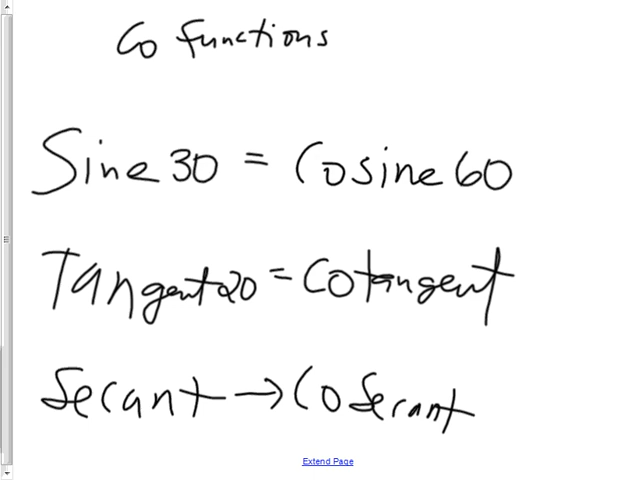 Co functions
Sine 30 = Cosine 60
Tangent 20 = Cotangent
Secant → CoSecant
Extend Page